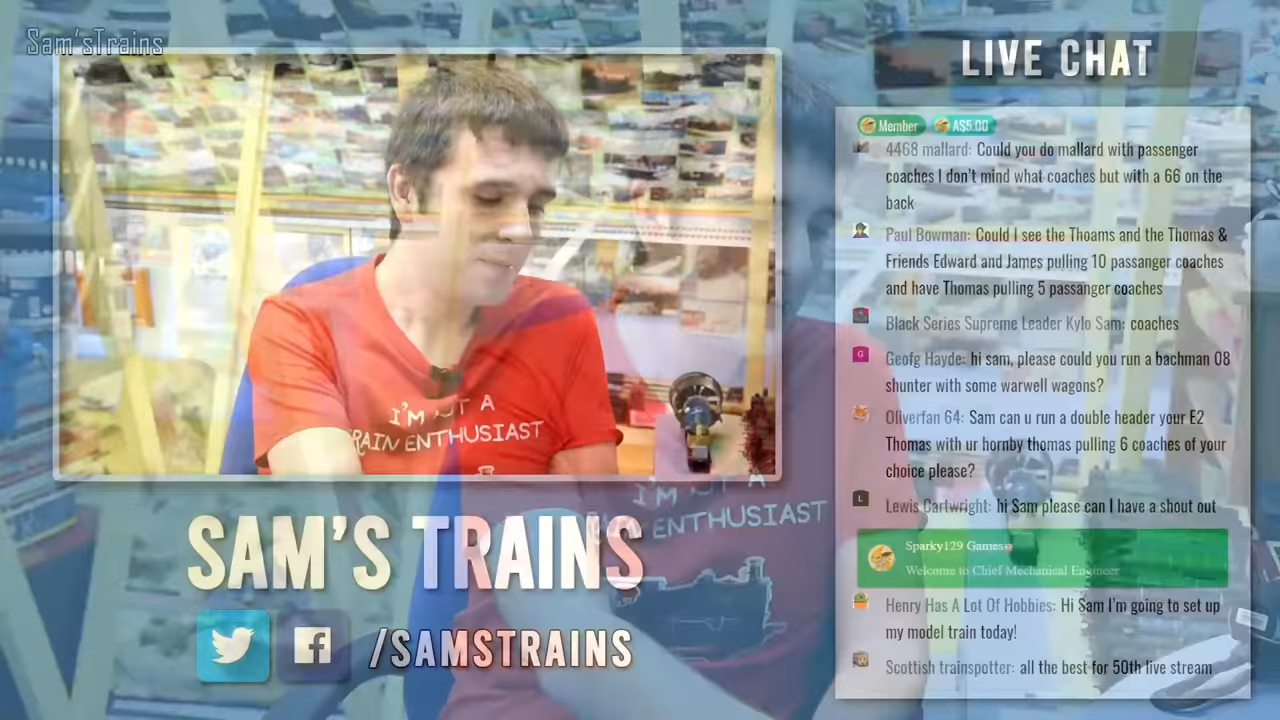 Sam'sTrains
LIVE CHAT
Member A$5.00
4468 mallard: Could you do mallard with passenger
coaches I don't mind what coaches but with a 66 on the
back
Paul Bowman: Could I see the Thoams and the Thomas &
Friends Edward and James pulling 10 passanger coaches
and have Thomas pulling 5 passanger coaches
Black Series Supreme Leader Kylo Sam: coaches
G Geofg Hayde: hi sam, please could you run a bachman 08
shunter with some warwell wagons?
Oliverfan 64: Sam can u run a double header your E2
Thomas with ur hornby thomas pulling 6 coaches of your
choice please?
L Lewis Cartwright: hi Sam please can I have a shout out
Sparky129 Games
Welcome to Chief Mechanical Engineer
Henry Has A Lot Of Hobbies: Hi Sam I'm going to set up
my model train today!
Scottish trainspotter: all the best for 50th live stream
I'M A
RAIN ENTHUSIAST
SAM'S TRAINS
/SAMSTRAINS
I'M A
ENTHUSIAST